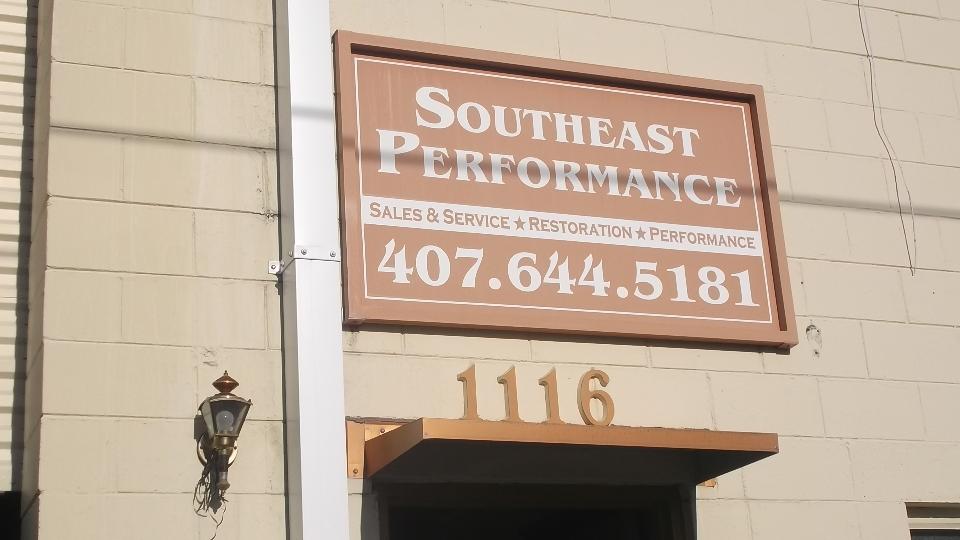 SOUTHEAST
PERFORMANCE
SALES & SERVICE ★ RESTORATION ★ PERFORMANCE
407.644.5181
1116